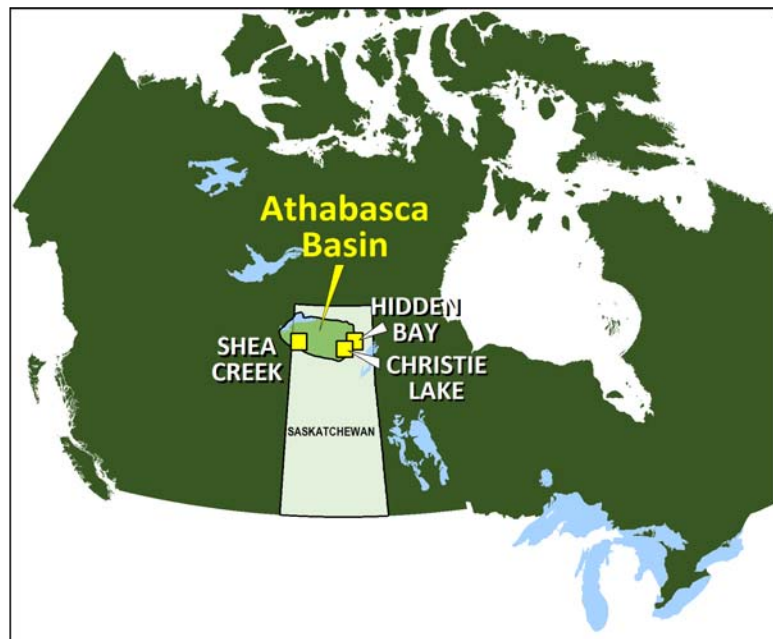 Athabasca
Basin
HIDDEN
BAY
SHEA
CREEK
CHRISTIE
LAKE
SASKATCHEWAN